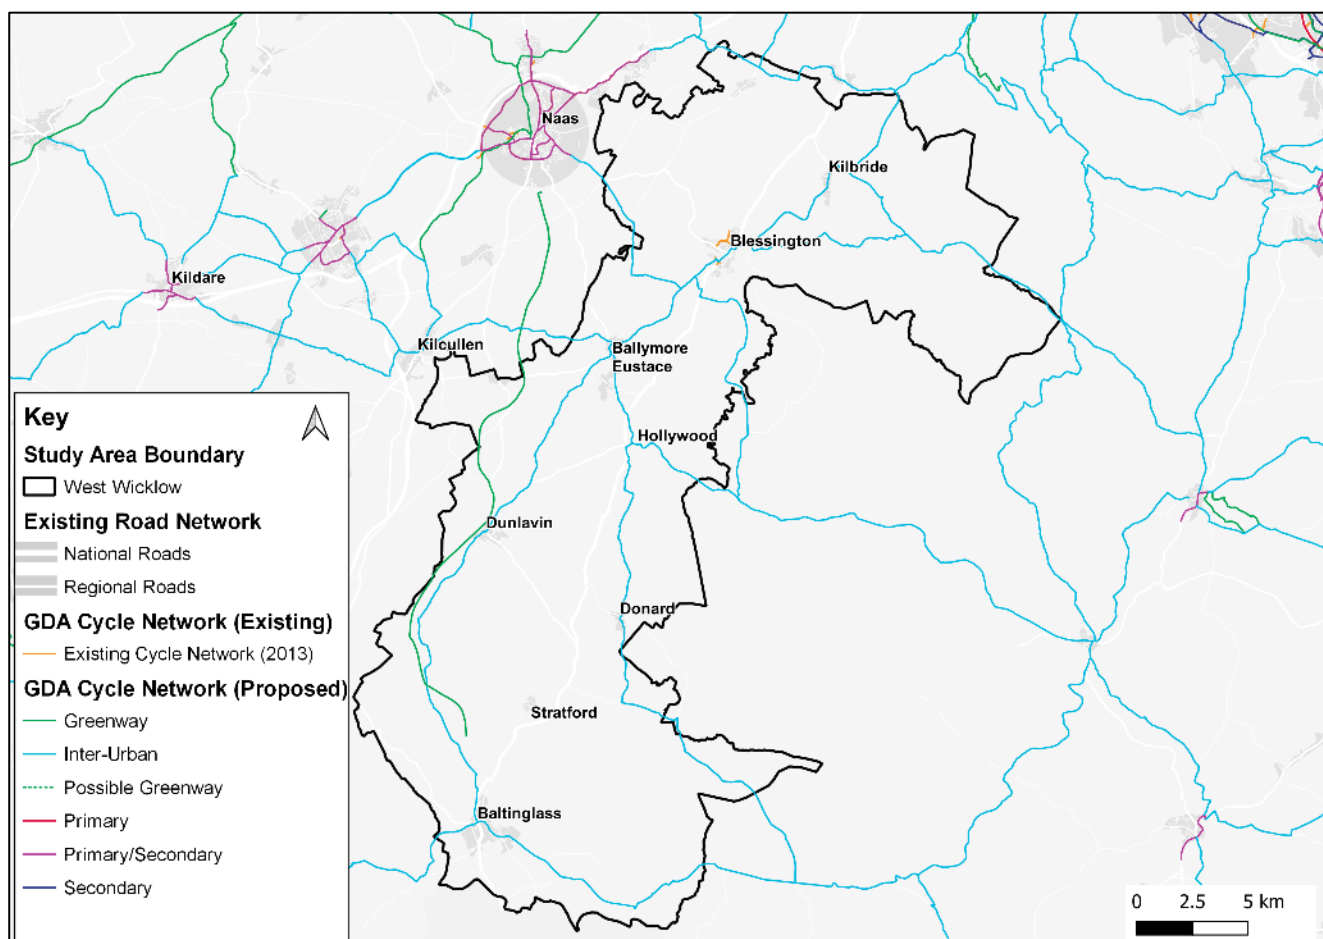 Naas
Kilbride
Blessington
Kildare
Kilcullen
Ballymore
Eustace
Hollywood
Dunlavin
Donard
Stratford
Baltinglass
Key
Study Area Boundary
West Wicklow
Existing Road Network
National Roads
Regional Roads
GDA Cycle Network (Existing)
Existing Cycle Network (2013)
GDA Cycle Network (Proposed)
Greenway
Inter-Urban
Possible Greenway
Primary
Primary/Secondary
Secondary
0 2.5 5 km